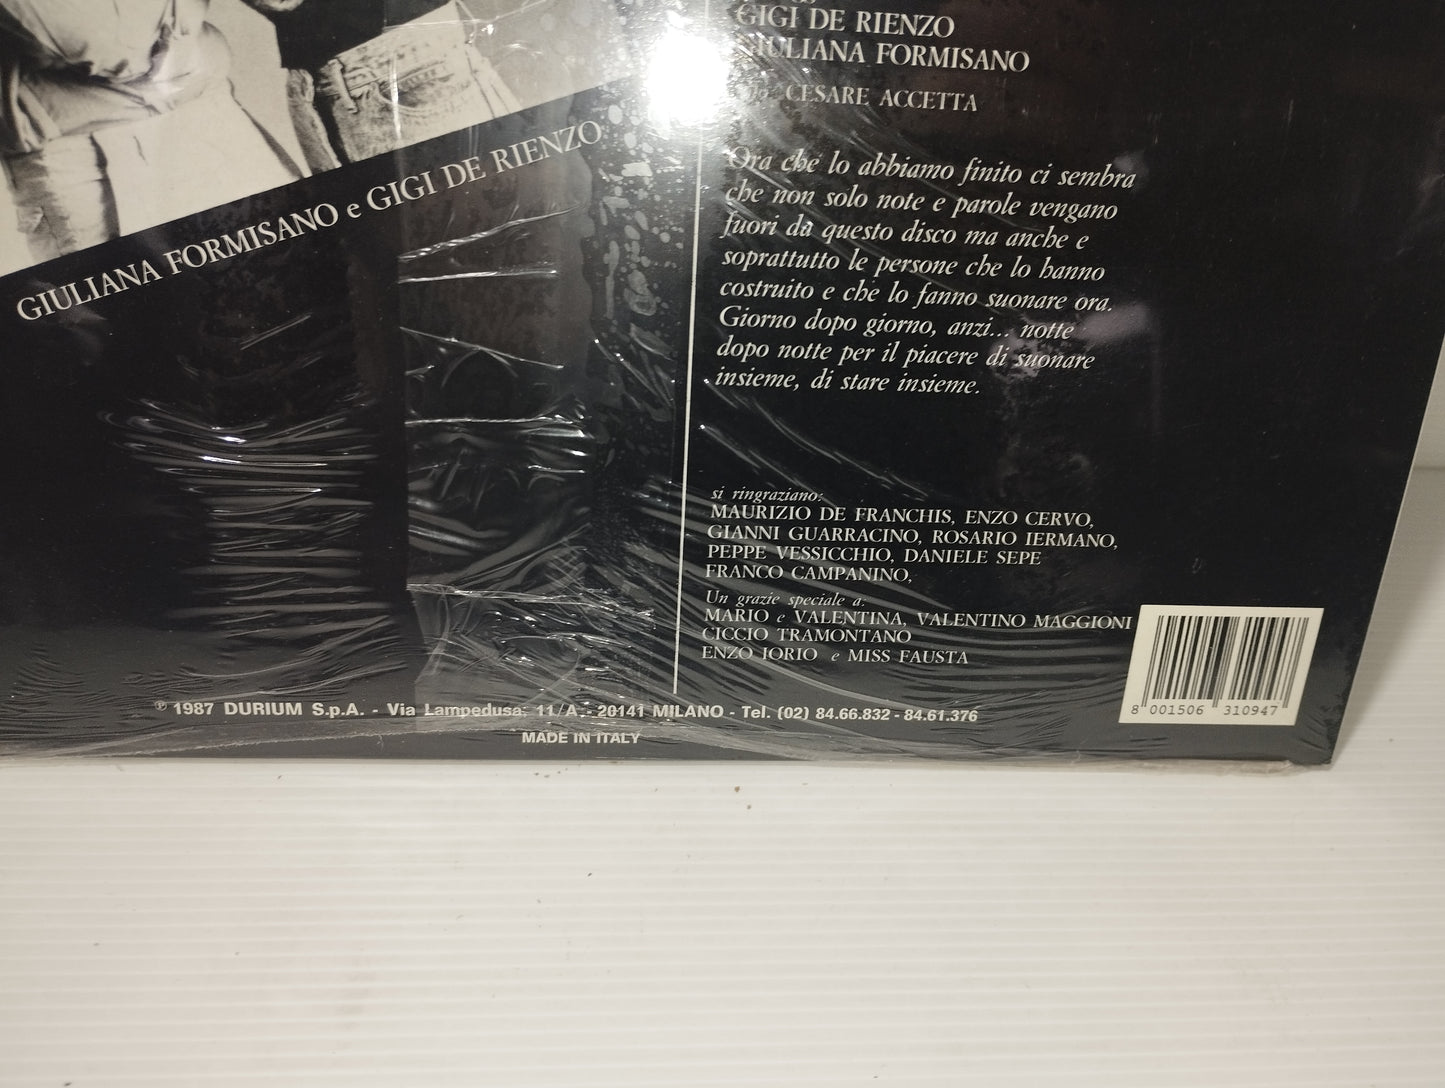 GIGI DE RIENZO
GIULIANA FORMISANO
CESARE ACCETTA
GIULIANA FORMISANO e GIGI DE RIENZO
Ora che lo abbiamo finito ci sembra
che non solo note e parole vengano
fuori da questo disco ma anche e
soprattutto le persone che lo hanno
costruito e che lo fanno suonare ora.
Giorno dopo giorno, anzi... notte
dopo notte per il piacere di suonare
insieme, di stare insieme.
si ringraziano:
MAURIZIO DE FRANCHIS, ENZO CERVO,
GIANNI GUARRACINO, ROSARIO IERMANO,
PEPPE VESSICCHIO, DANIELE SEPE
FRANCO CAMPANINO,
Un grazie speciale a:
MARIO e VALENTINA, VALENTINO MAGGIONI
CICCIO TRAMONTANO
ENZO IORIO e MISS FAUSTA
℗ 1987 DURIUM S.p.A. - Via Lampedusa, 11/A - 20141 MILANO - Tel. (02) 84.66.832 - 84.61.376
MADE IN ITALY
8 001506 310947